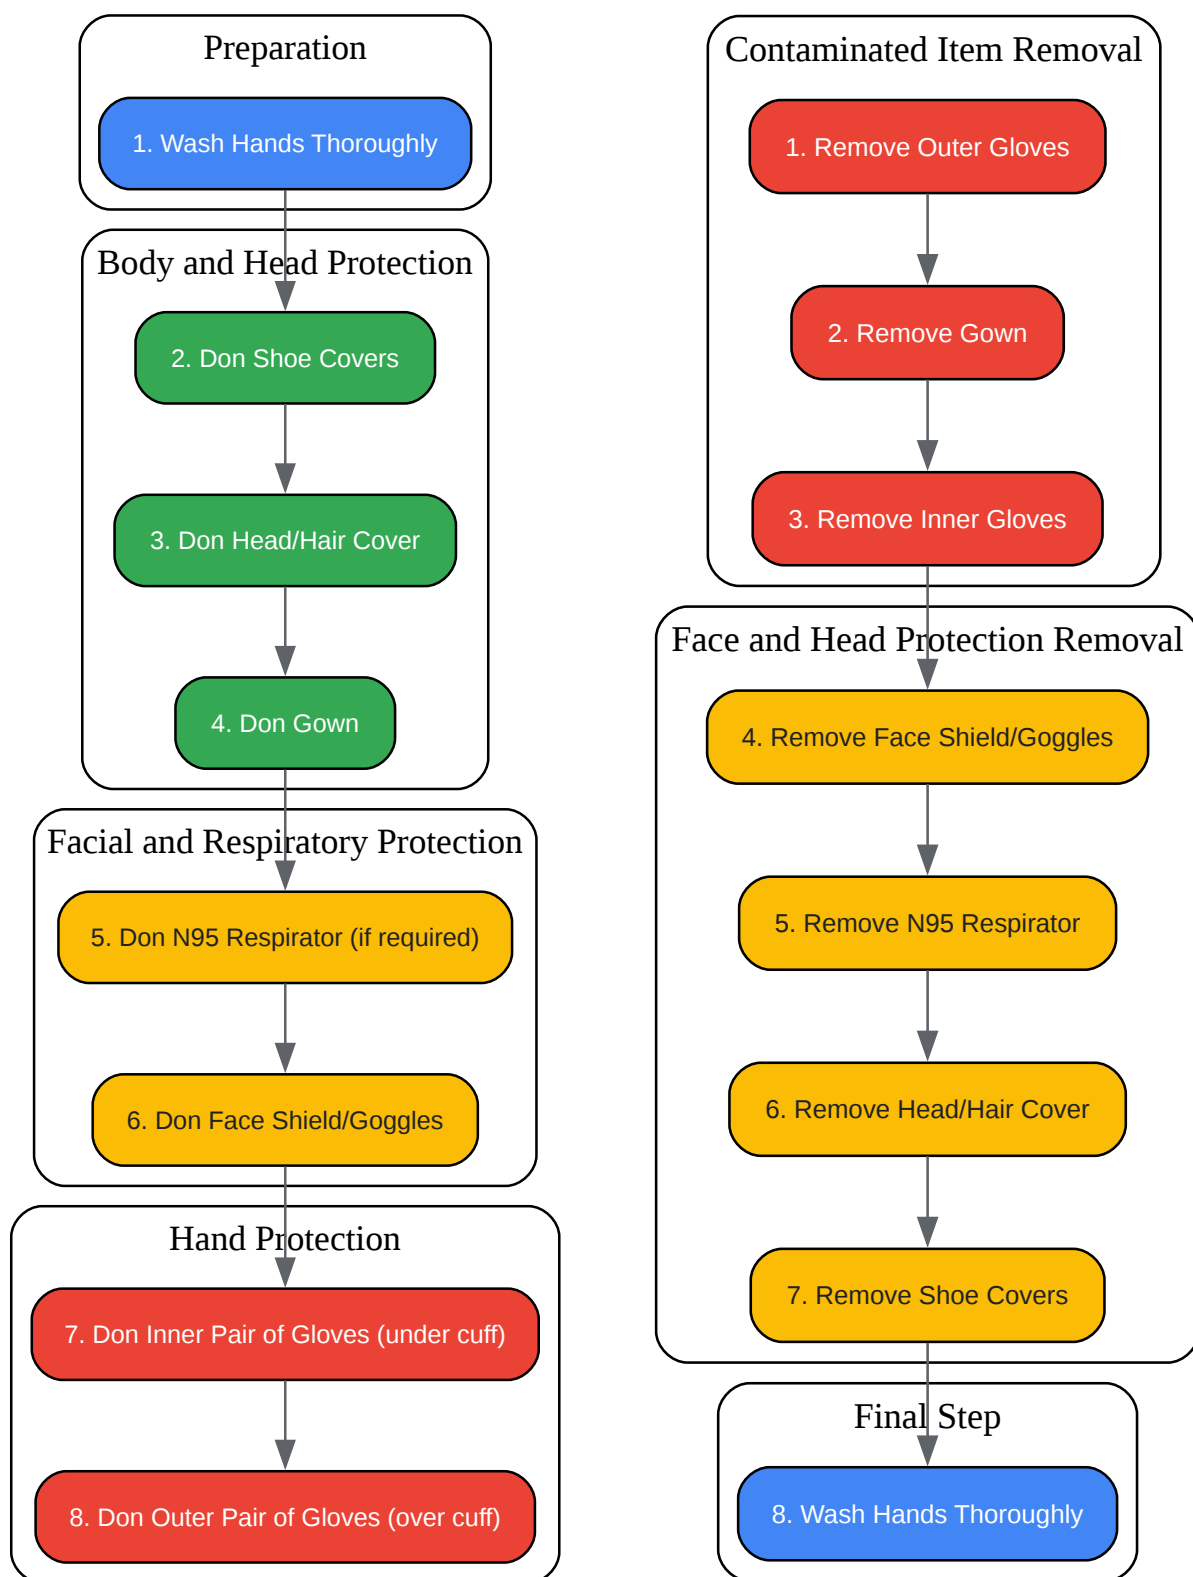 Preparation
1. Wash Hands Thoroughly
Body and Head Protection
2. Don Shoe Covers
3. Don Head/Hair Cover
4. Don Gown
Facial and Respiratory Protection
5. Don N95 Respirator (if required)
6. Don Face Shield/Goggles
Hand Protection
7. Don Inner Pair of Gloves (under cuff)
8. Don Outer Pair of Gloves (over cuff)
Contaminated Item Removal
1. Remove Outer Gloves
2. Remove Gown
3. Remove Inner Gloves
Face and Head Protection Removal
4. Remove Face Shield/Goggles
5. Remove N95 Respirator
6. Remove Head/Hair Cover
7. Remove Shoe Covers
Final Step
8. Wash Hands Thoroughly